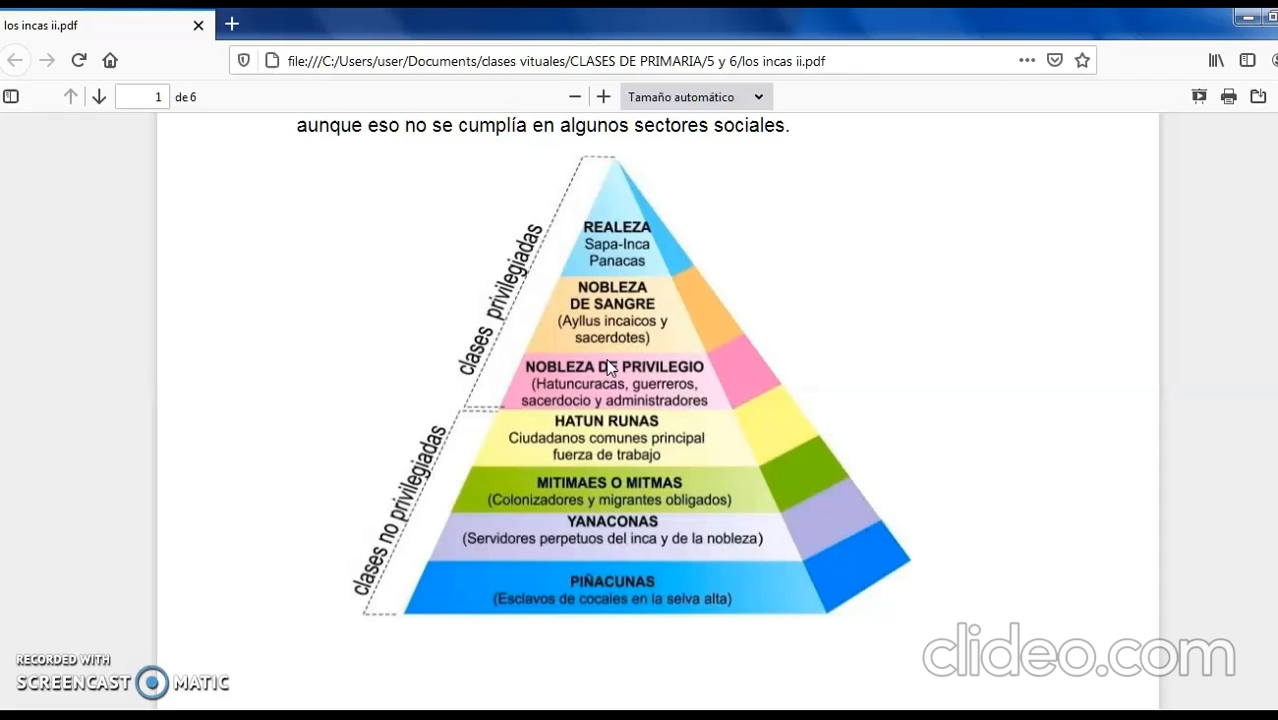 los incas ii.pdf
file:///C:/Users/user/Documents/clases vituales/CLASES DE PRIMARIA/5 y 6/los incas ii.pdf
1 de 6
Tamaño automático
aunque eso no se cumplía en algunos sectores sociales.
clases privilegiadas
REALEZA
Sapa-Inca
Panacas
NOBLEZA
DE SANGRE
(Ayllus incaicos y
sacerdotes)
NOBLEZA DE PRIVILEGIO
(Hatuncuracas, guerreros,
sacerdocio y administradores
clases no privilegiadas
HATUN RUNAS
Ciudadanos comunes principal
fuerza de trabajo
MITIMAES O MITMAS
(Colonizadores y migrantes obligados)
YANACONAS
(Servidores perpetuos del inca y de la nobleza)
PIÑACUNAS
(Esclavos de cocales en la selva alta)
clideo.com
RECORDED WITH
SCREENCAST MATIC